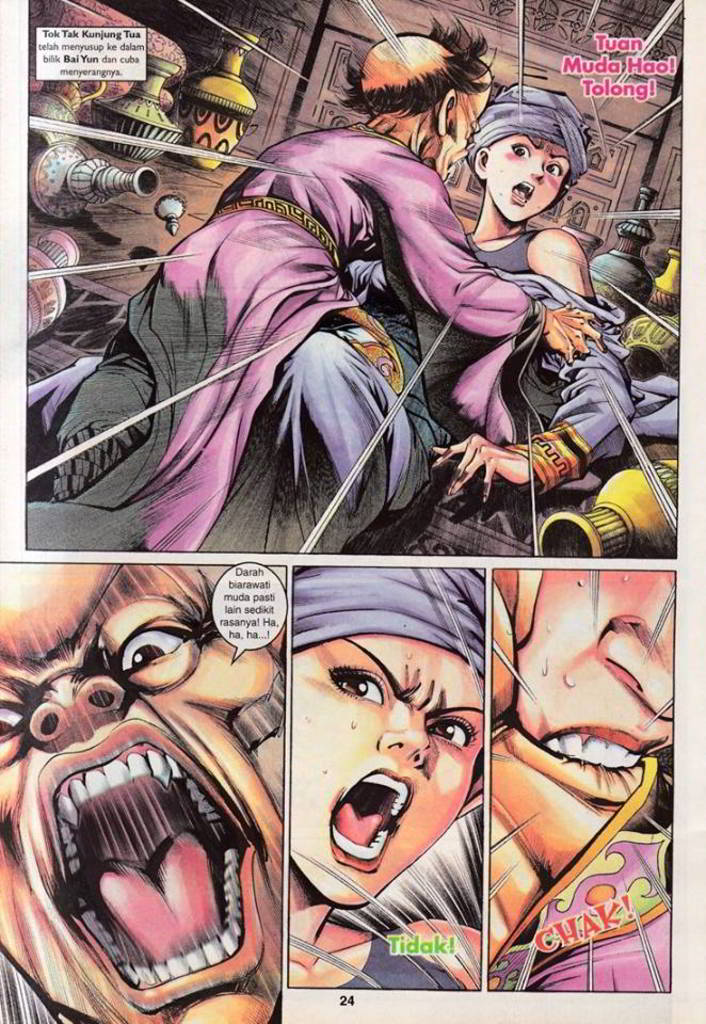 Tok Tak Kunjung Tua
telah menyusup ke dalam
bilik Bai Yun dan cuba
menyerangnya.
Tuan
Muda Hao!
Tolong!
Darah
biarawati
muda pasti
lain sedikit
rasanya! Ha,
ha, ha...!
Tidak!
CHAK!
24